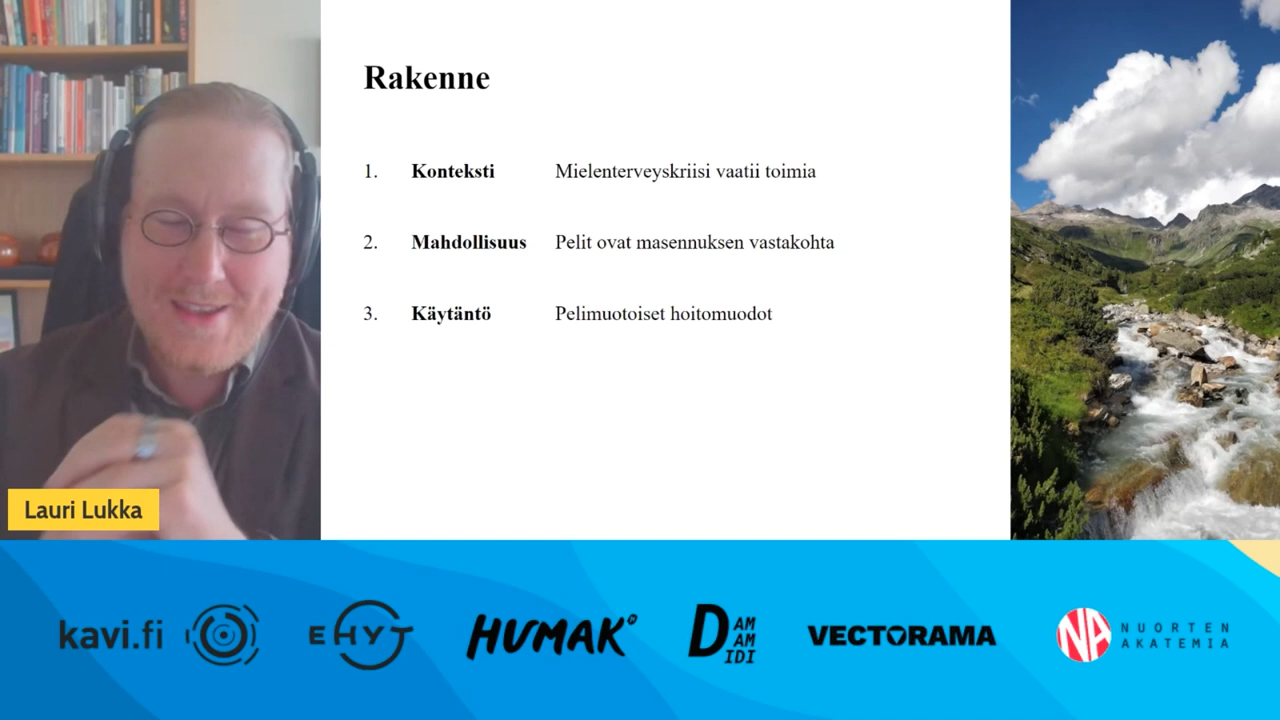 Rakenne
1. Konteksti Mielenterveyskriisi vaatii toimia
2. Mahdollisuus Pelit ovat masennuksen vastakohta
3. Käytäntö Pelimuotoiset hoitomuodot
Lauri Lukka
kavi.fi
EHYT
HUMAK
DAM
AM
IDI
VECTORAMA
NA
NUORTEN
AKATEMIA